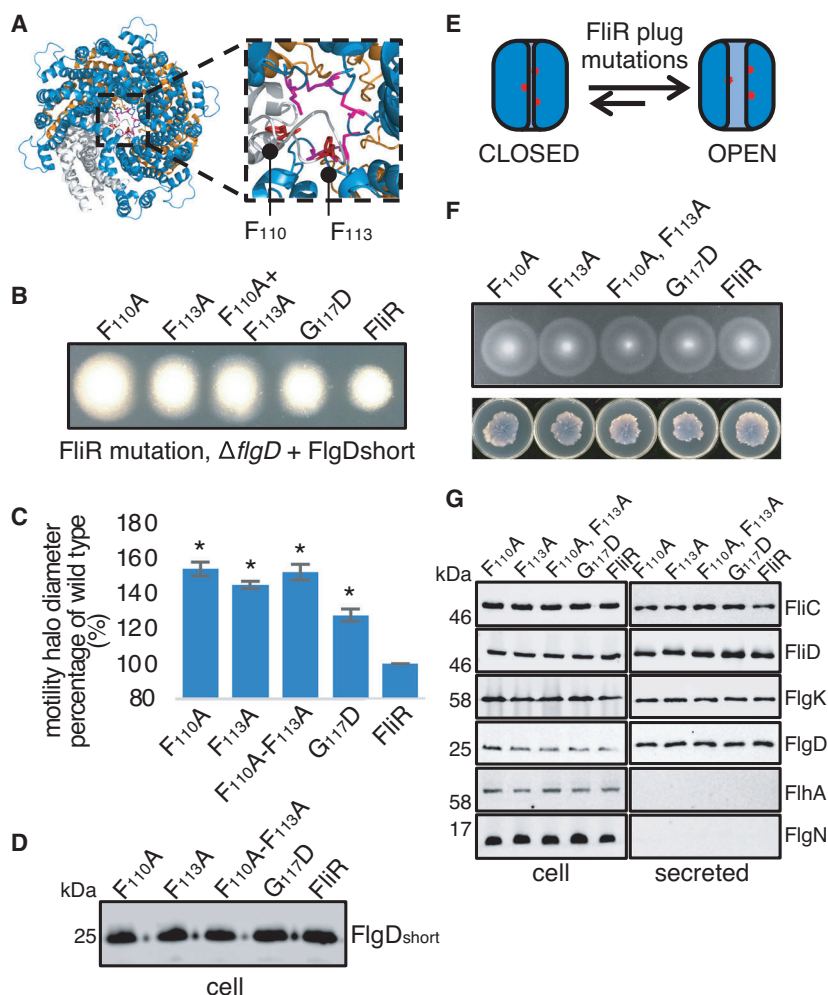 A
F110
F113
B
F110A
F113A
F110A+
F113A
G117D
FliR
FliR mutation, ΔflgD + FlgDshort
C
motility halo diameter
percentage of wild type
(%)
180
160
140
120
100
80
*
*
*
*
F110A
F113A
F110A-F113A
G117D
FliR
D
F110A
F113A
F110A-F113A
G117D
FliR
kDa
25
FlgDshort
cell
E
FliR plug
mutations
CLOSED
OPEN
F
F110A
F113A
F110A, F113A
G117D
FliR
G
F110A
F113A
F110A, F113A
G117D
FliR
F110A
F113A
F110A, F113A
G117D
FliR
kDa
46
FliC
46
FliD
58
FlgK
25
FlgD
58
FlhA
17
FlgN
cell
secreted